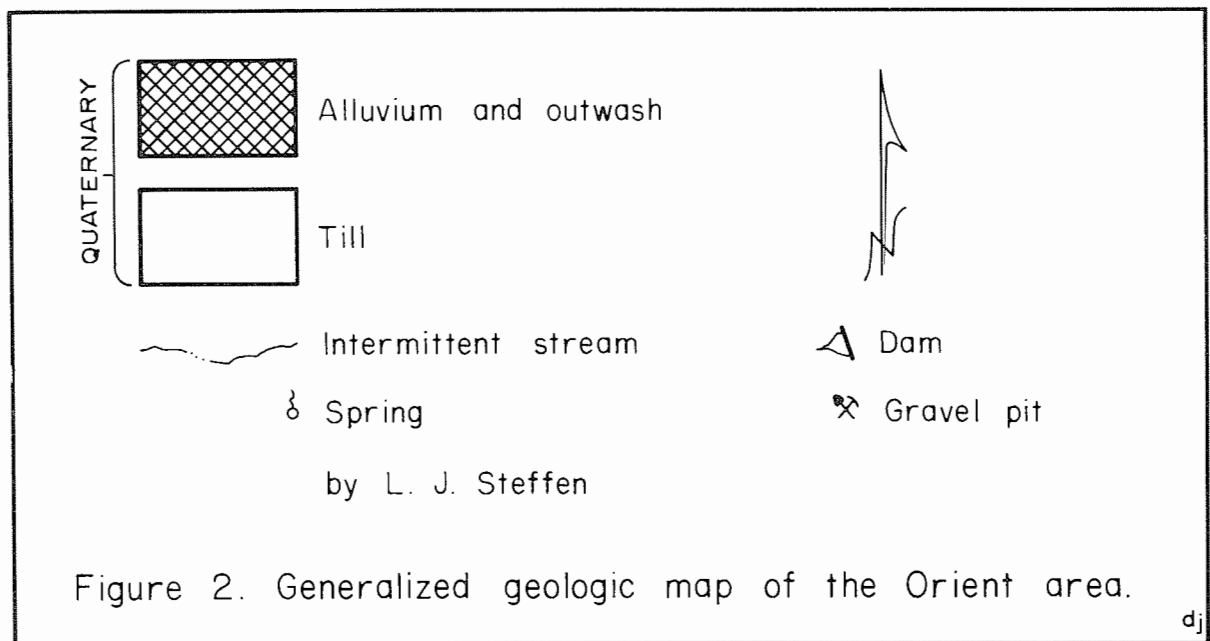 QUATERNARY
Alluvium and outwash
Till
N
Intermittent stream
Dam
Spring
Gravel pit
by L. J. Steffen
Figure 2. Generalized geologic map of the Orient area.
dj